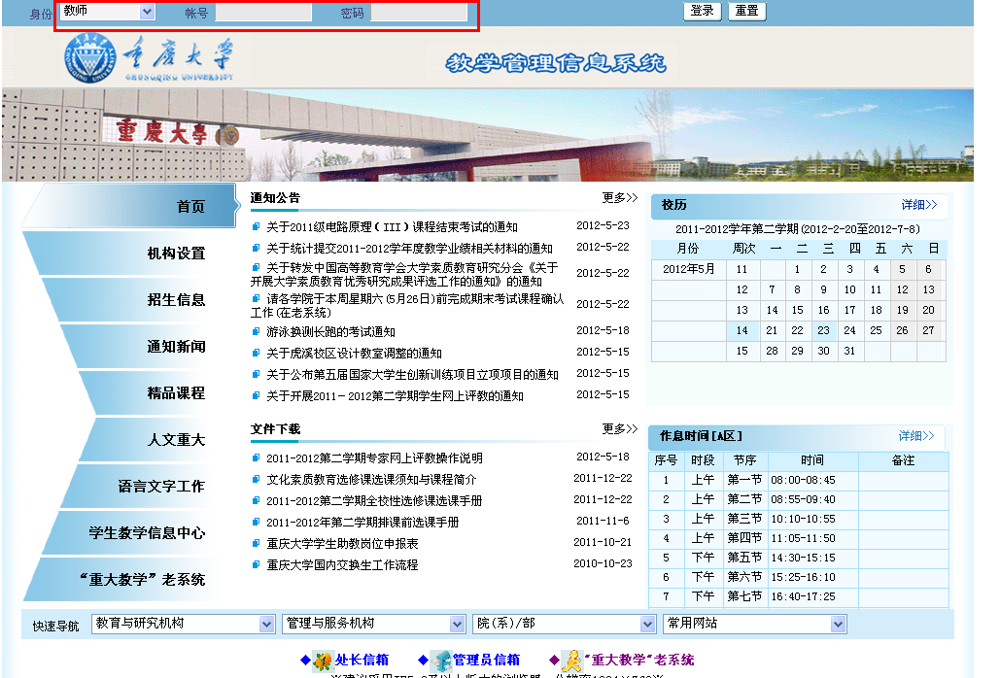 身份 教师 帐号 密码 登录 重置
重庆大学
CHONGQING UNIVERSITY
教学管理信息系统
重慶大學
首页
机构设置
招生信息
通知新闻
精品课程
人文重大
语言文字工作
学生教学信息中心
“重大教学”老系统
通知公告 更多>>
关于2011级电路原理(III)课程结束考试的通知 2012-5-23
关于统计提交2011-2012学年度教学业绩相关材料的通知 2012-5-22
关于转发中国高等教育学会大学素质教育研究分会《关于
开展大学素质教育优秀研究成果评选工作的通知》的通知 2012-5-22
请各学院于本周星期六(5月26日)前完成期末考试课程确认
工作(在老系统) 2012-5-22
游泳换测长跑的考试通知 2012-5-18
关于虎溪校区设计教室调整的通知 2012-5-15
关于公布第五届国家大学生创新训练项目立项项目的通知 2012-5-15
关于开展2011-2012第二学期学生网上评教的通知 2012-5-15
文件下载 更多>>
2011-2012第二学期专家网上评教操作说明 2012-5-18
文化素质教育选修课选课须知与课程简介 2011-12-22
2011-2012第二学期全校性选修课选课手册 2011-12-22
2011-2012年第二学期排课前选课手册 2011-11-6
重庆大学学生助教岗位申报表 2011-10-21
重庆大学国内交换生工作流程 2010-10-23
校历 详细>>
2011-2012学年第二学期(2012-2-20至2012-7-8)
月份 周次 一 二 三 四 五 六 日
2012年5月 11 1 2 3 4 5 6
12 7 8 9 10 11 12 13
13 14 15 16 17 18 19 20
14 21 22 23 24 25 26 27
15 28 29 30 31
作息时间[A区] 详细>>
序号 时段 节序 时间 备注
1 上午 第一节 08:00-08:45
2 上午 第二节 08:55-09:40
3 上午 第三节 10:10-10:55
4 上午 第四节 11:05-11:50
5 下午 第五节 14:30-15:15
6 下午 第六节 15:25-16:10
7 下午 第七节 16:40-17:25
快速导航 教育与研究机构 管理与服务机构 院(系)/部 常用网站
处长信箱 管理员信箱 "重大教学"老系统